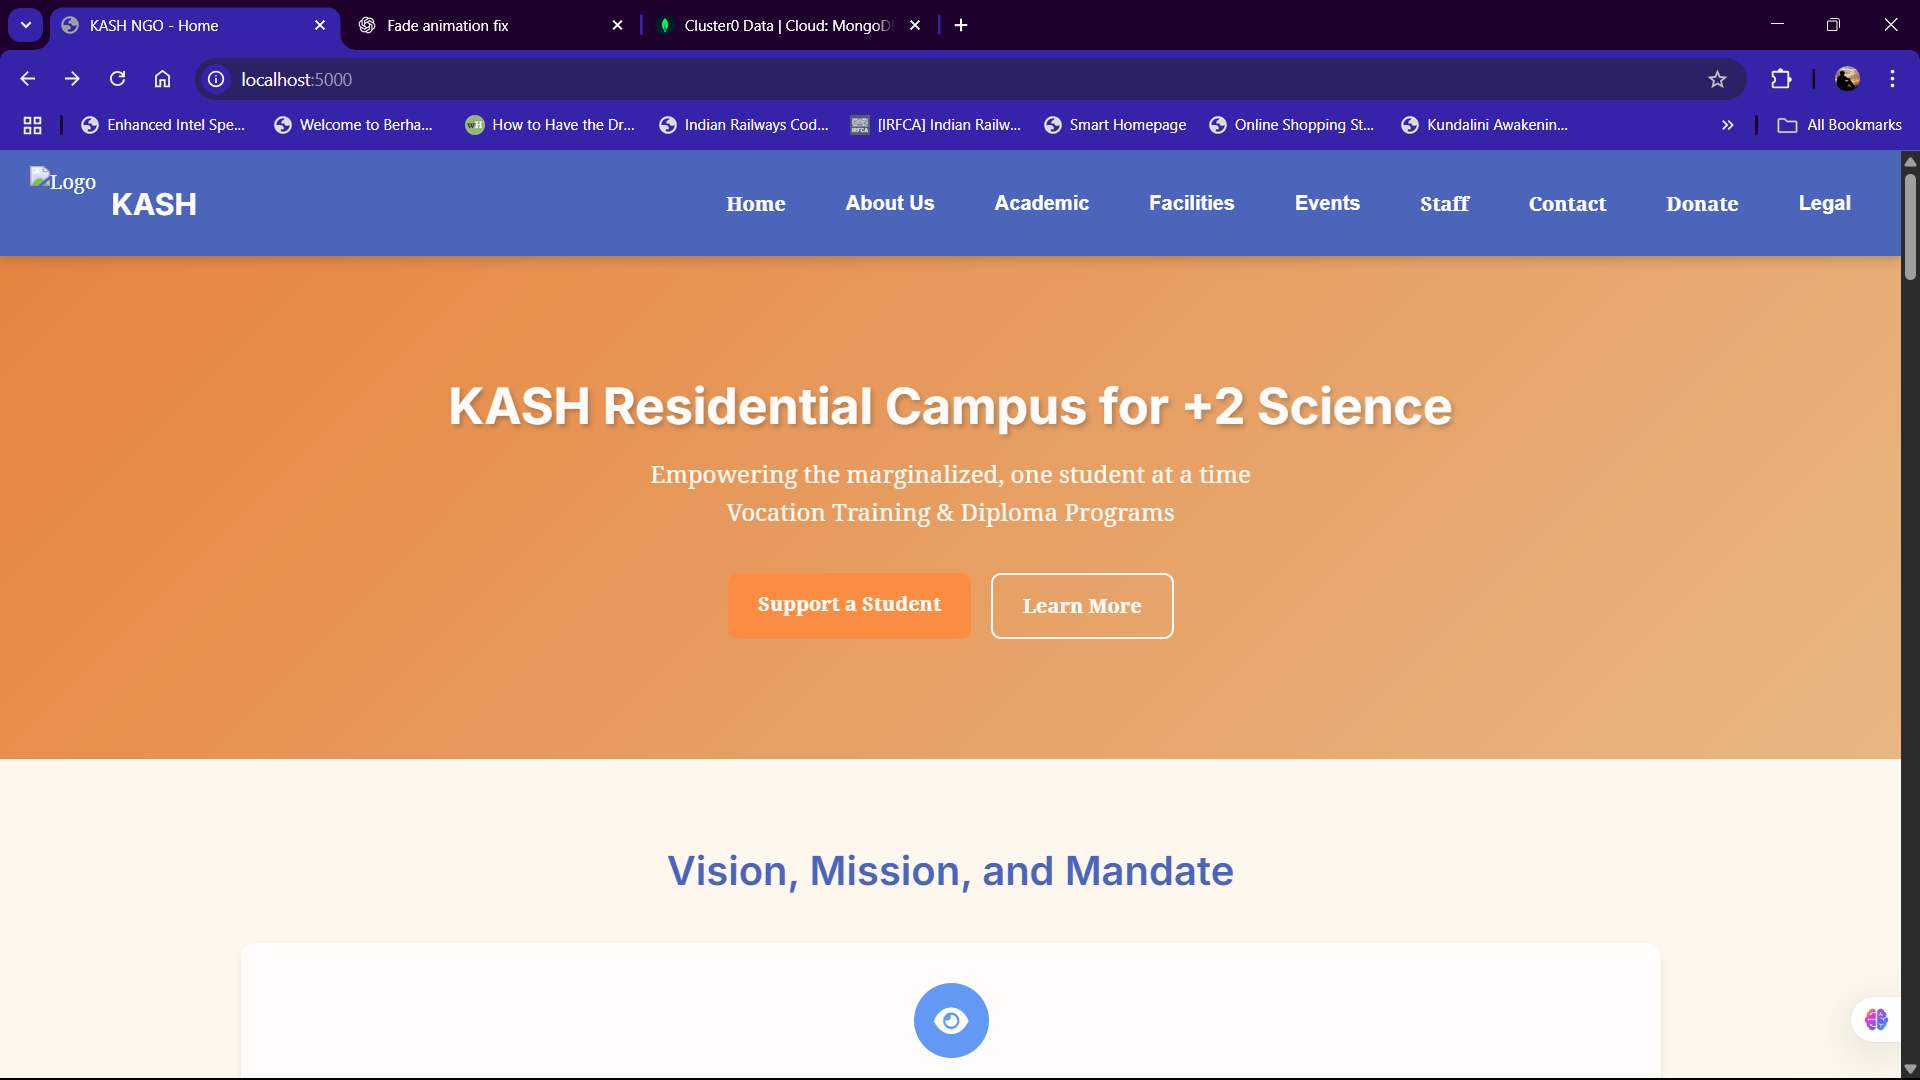 KASH NGO - Home
Fade animation fix
Cluster0 Data | Cloud: MongoD
localhost:5000
Enhanced Intel Spe...
Welcome to Berha...
How to Have the Dr...
Indian Railways Cod...
[IRFCA] Indian Railw...
Smart Homepage
Online Shopping St...
Kundalini Awakenin...
All Bookmarks
Logo
KASH
Home
About Us
Academic
Facilities
Events
Staff
Contact
Donate
Legal
KASH Residential Campus for +2 Science
Empowering the marginalized, one student at a time
Vocation Training & Diploma Programs
Support a Student
Learn More
Vision, Mission, and Mandate